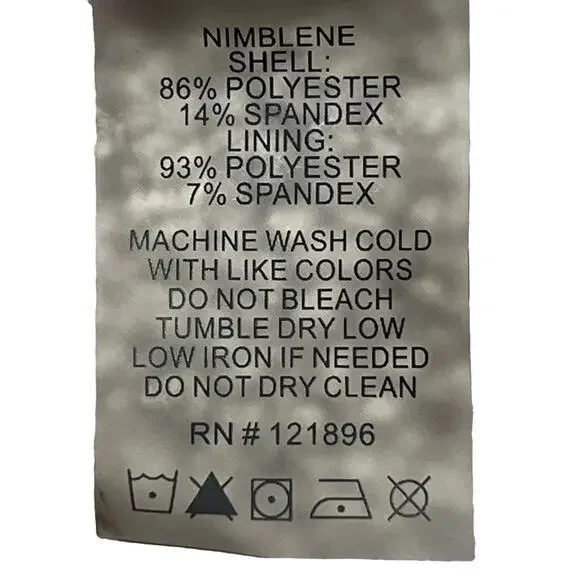 NIMBLENE
SHELL:
86% POLYESTER
14% SPANDEX
LINING:
93% POLYESTER
7% SPANDEX
MACHINE WASH COLD
WITH LIKE COLORS
DO NOT BLEACH
TUMBLE DRY LOW
LOW IRON IF NEEDED
DO NOT DRY CLEAN
RN # 121896